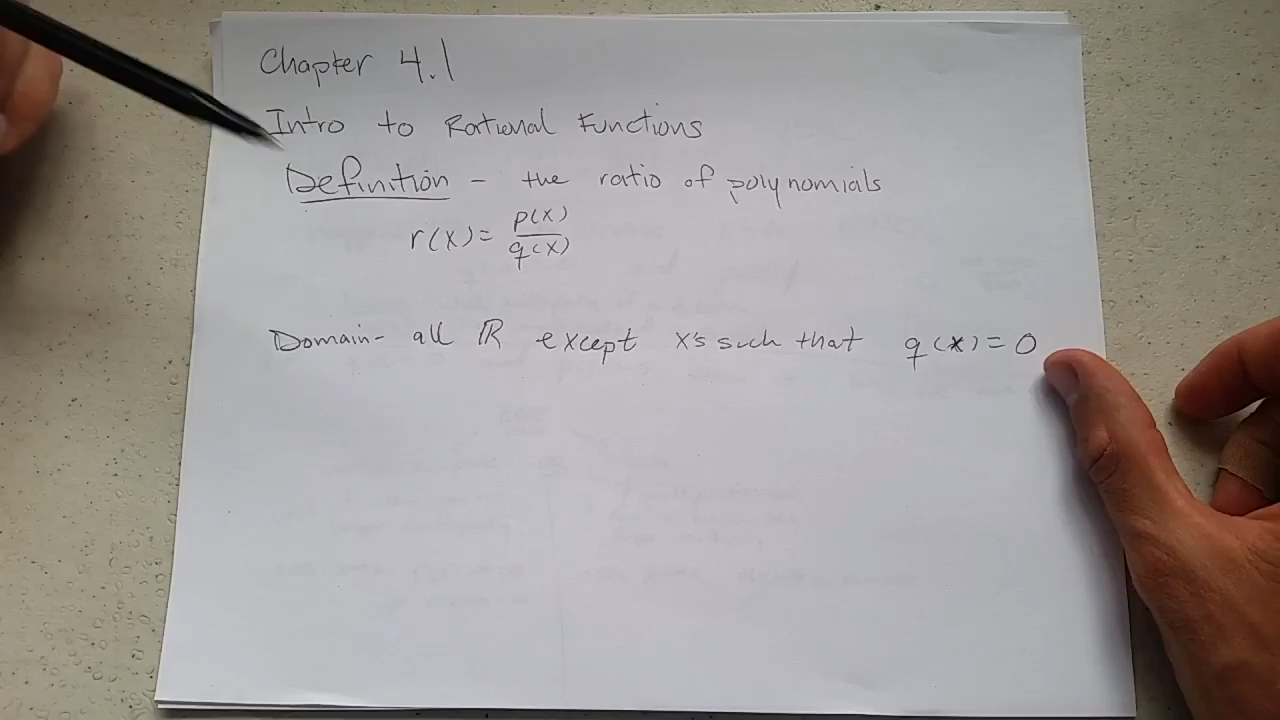 Chapter 4.1
Intro to Rational Functions
Definition - the ratio of polynomials
r(x) = p(x)/q(x)
Domain - all ℝ except x's such that q(x) = 0